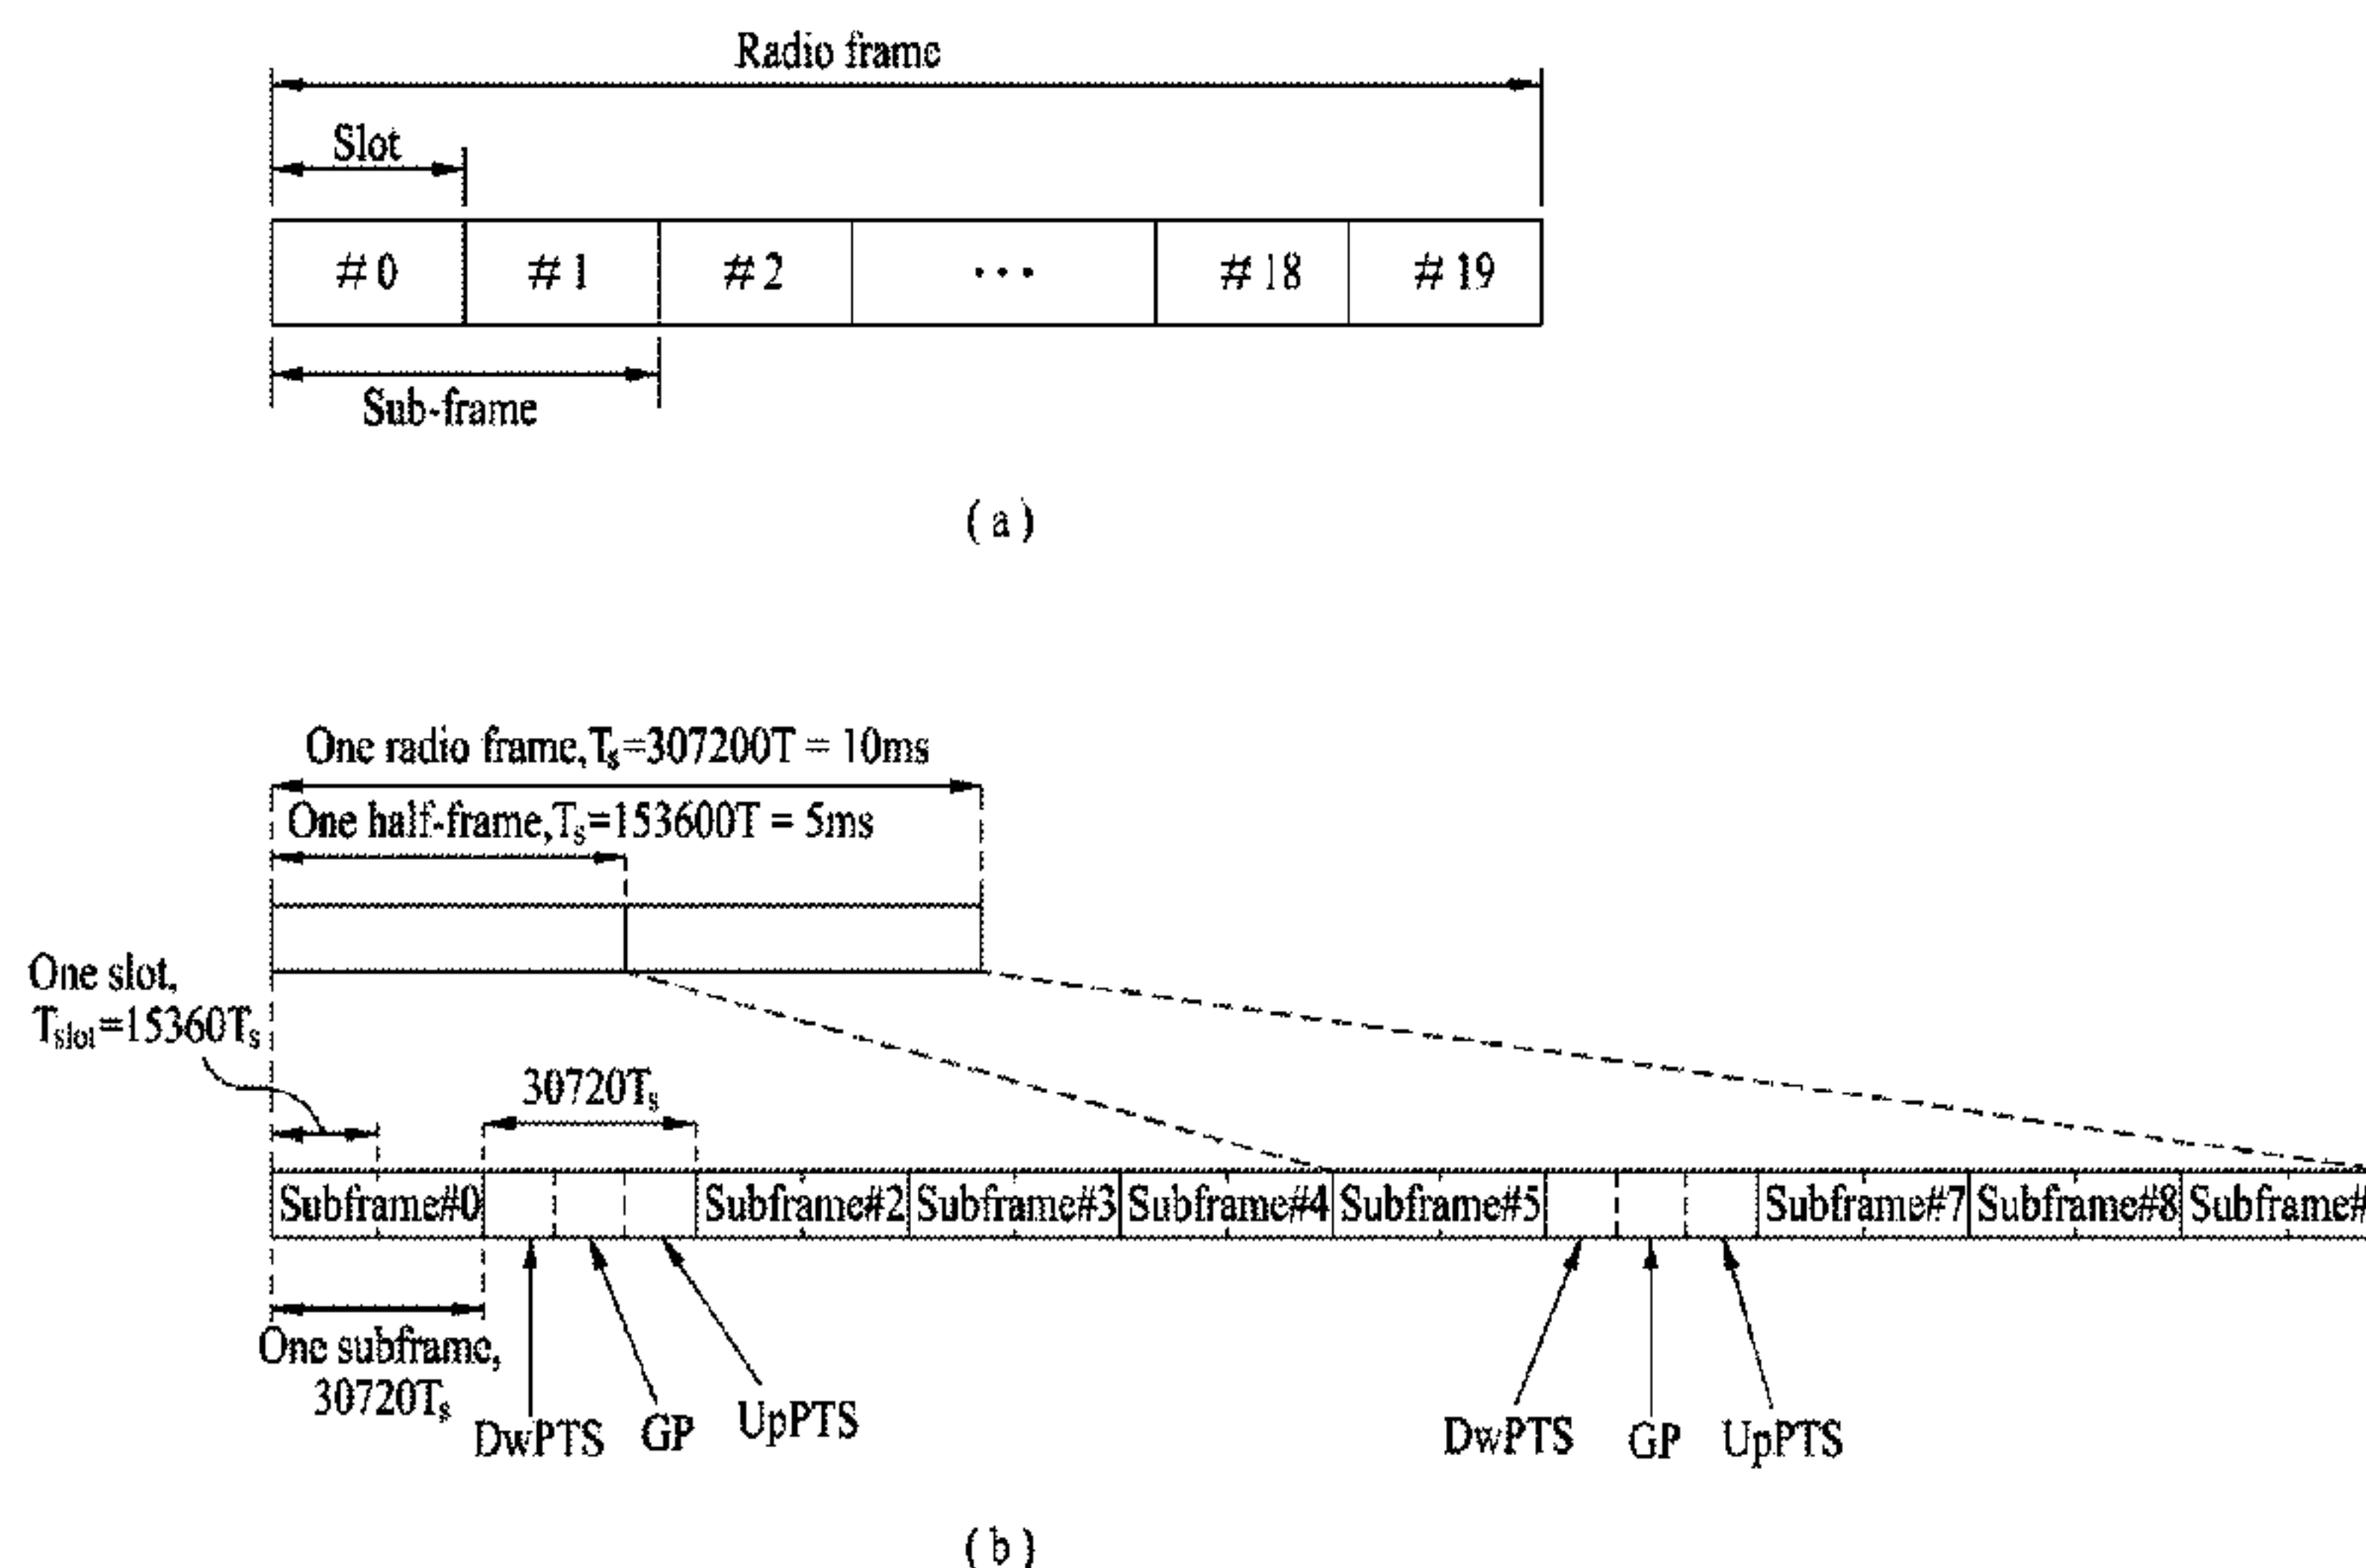 Radio frame
Slot
# 0
# 1
# 2
• • •
# 18
# 19
Sub-frame
( a )
One radio frame, Tₛ=307200T = 10ms
One half-frame, Tₛ=153600T = 5ms
One slot,
Tₛₗₒₜ=15360Tₛ
30720Tₛ
Subframe#0
Subframe#2
Subframe#3
Subframe#4
Subframe#5
Subframe#7
Subframe#8
Subframe#
One subframe,
30720Tₛ
DwPTS
GP
UpPTS
DwPTS
GP
UpPTS
( b )